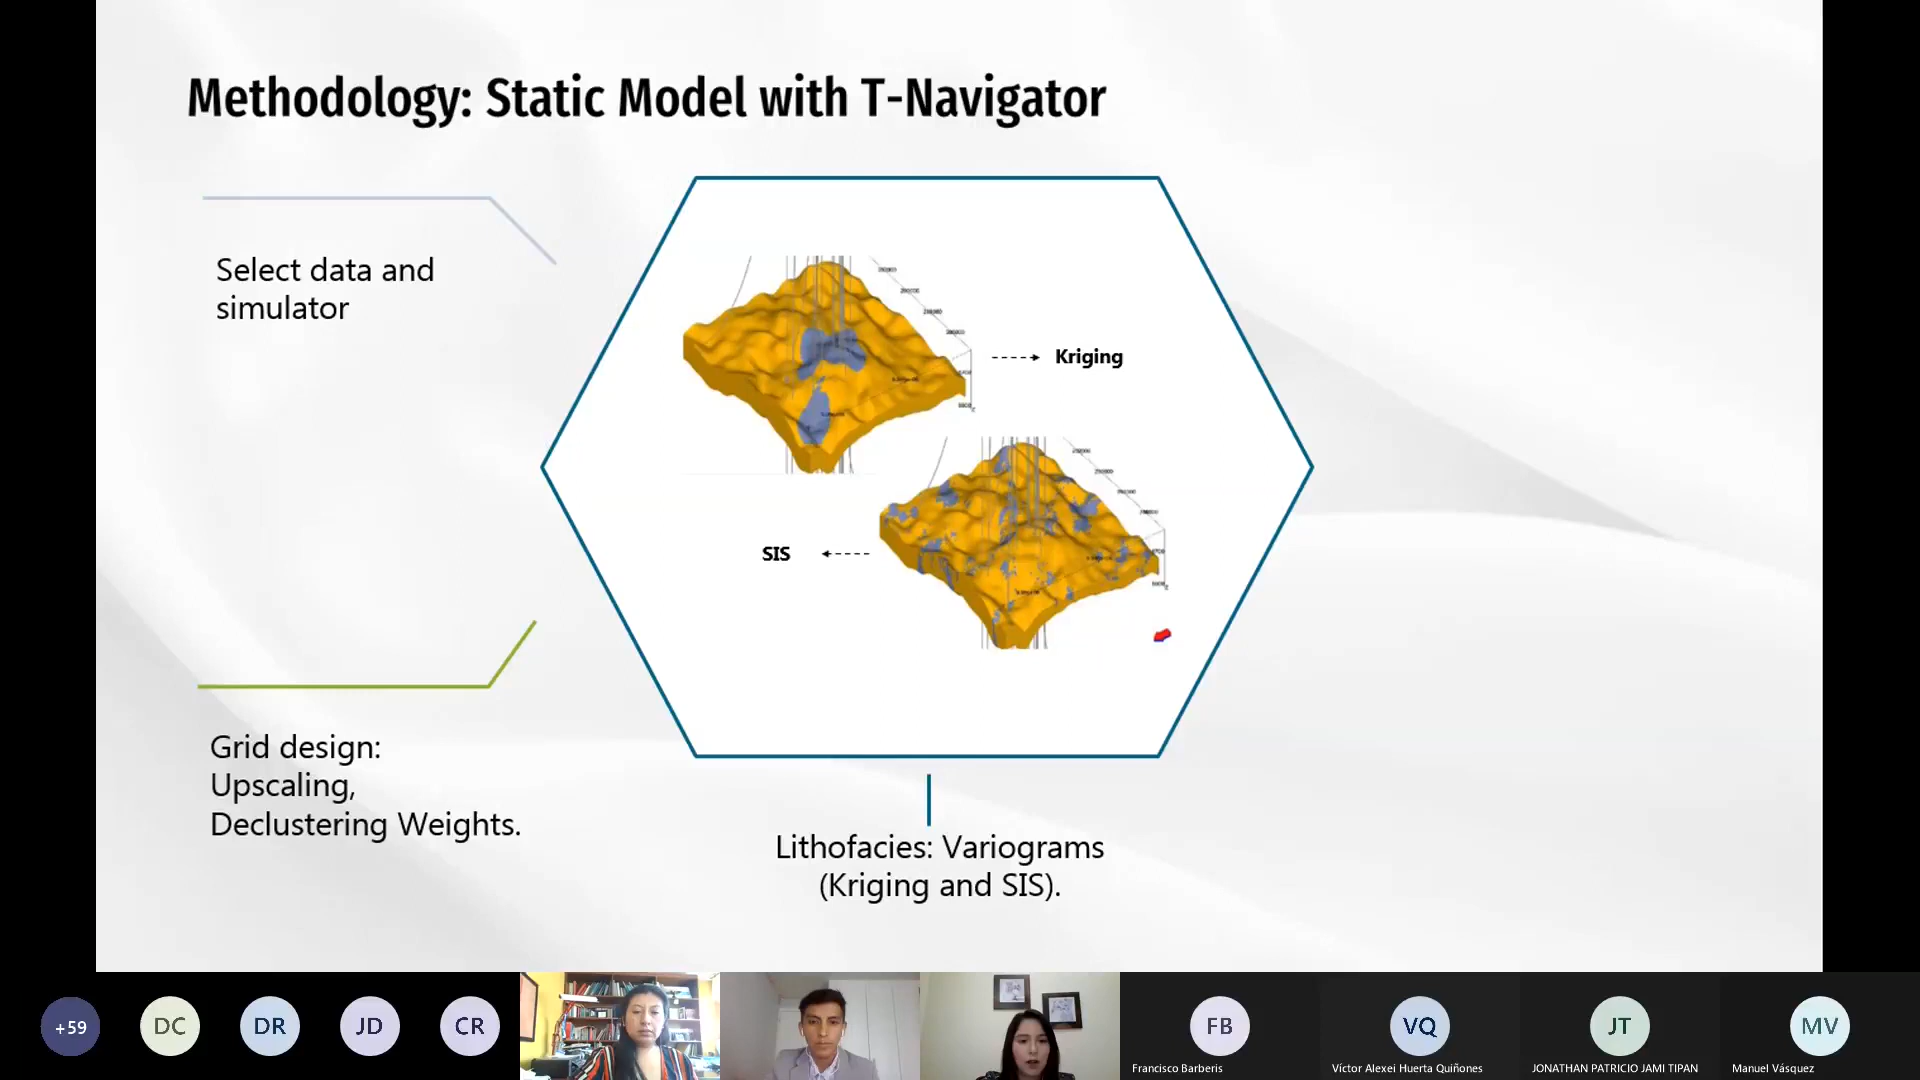 Methodology: Static Model with T-Navigator
Select data and
simulator
Kriging
SIS
Grid design:
Upscaling,
Declustering Weights.
Lithofacies: Variograms
(Kriging and SIS).
+59
DC
DR
JD
CR
FB
VQ
JT
MV
Francisco Barberis
Víctor Alexei Huerta Quiñones
JONATHAN PATRICIO JAMI TIPAN
Manuel Vásquez